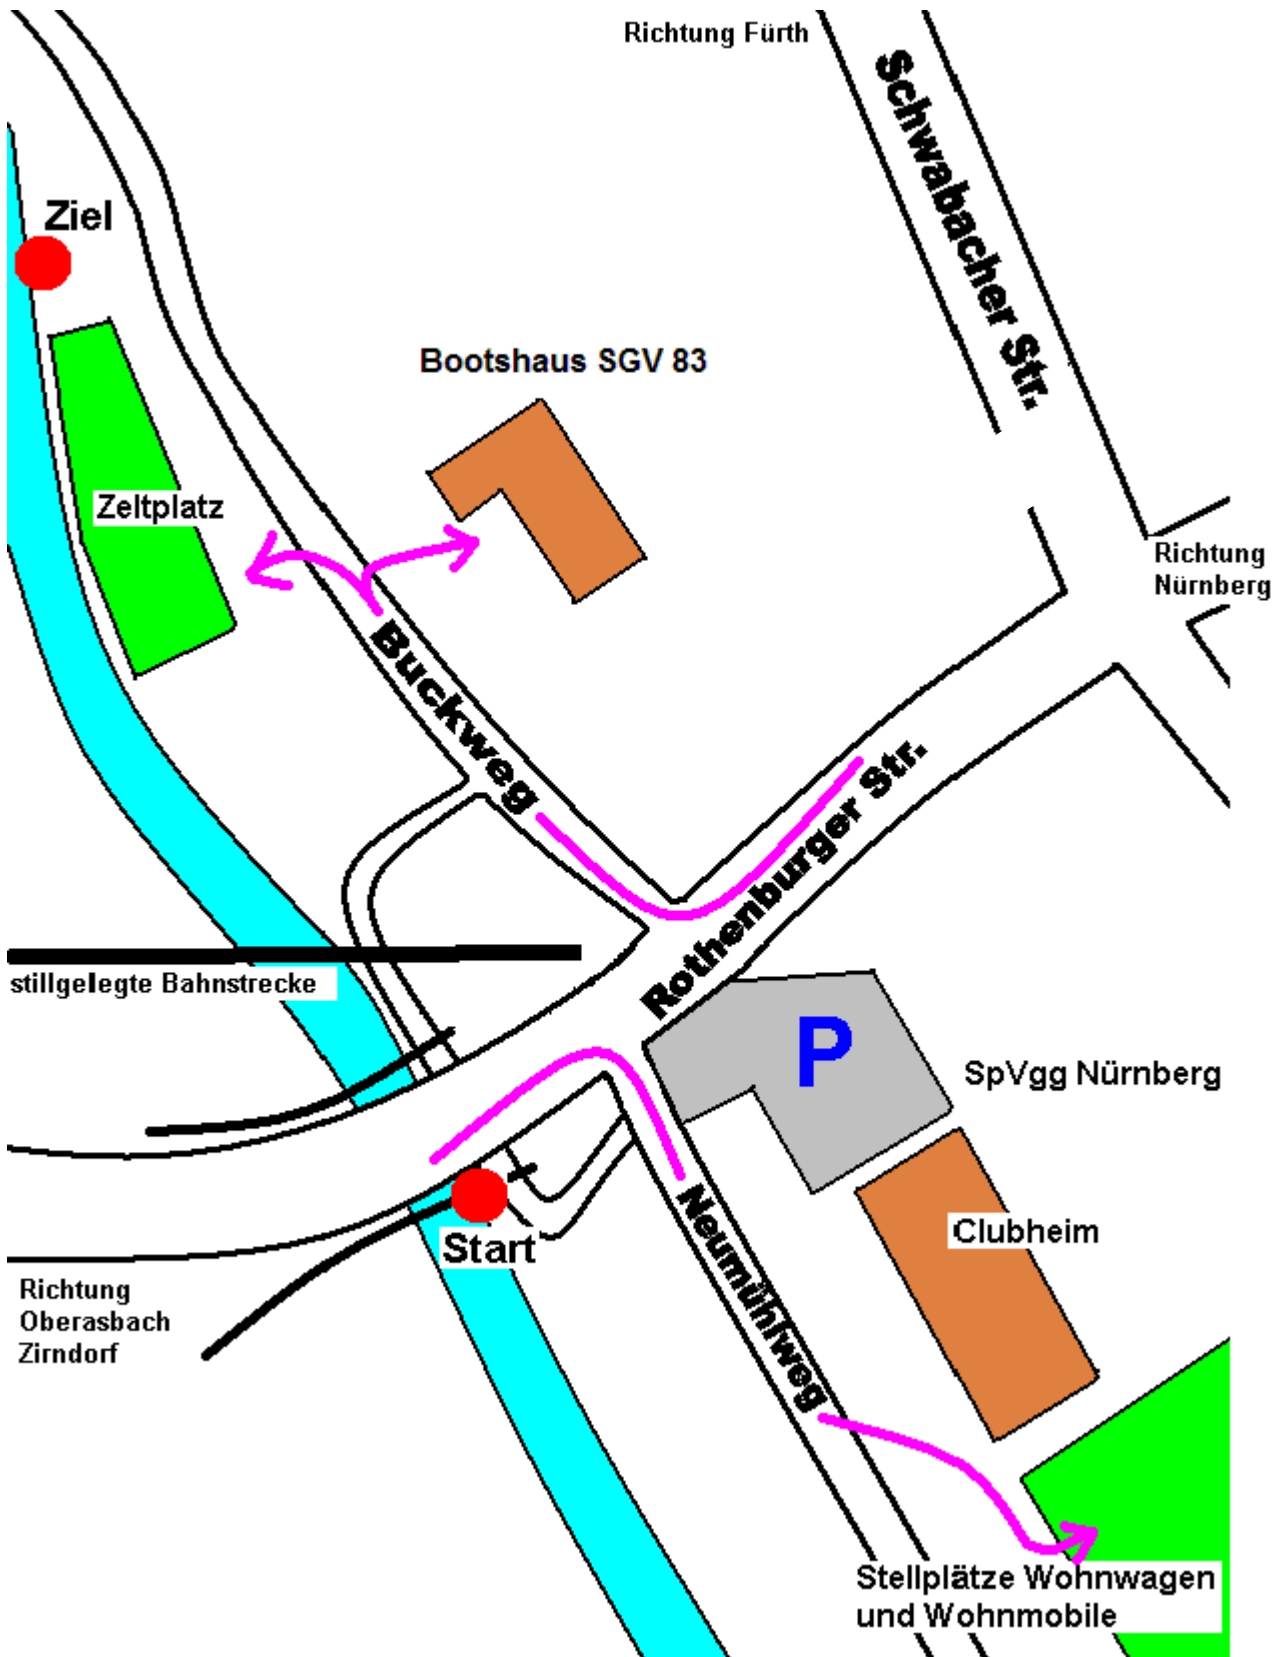 Richtung Fürth
Schwabacher Str.
Ziel
Bootshaus SGV 83
Zeltplatz
Richtung
Nürnberg
Buckweg
Rothenburger Str.
stillgelegte Bahnstrecke
P
SpVgg Nürnberg
Clubheim
Start
Neumühlweg
Richtung
Oberasbach
Zirndorf
Stellplätze Wohnwagen
und Wohnmobile